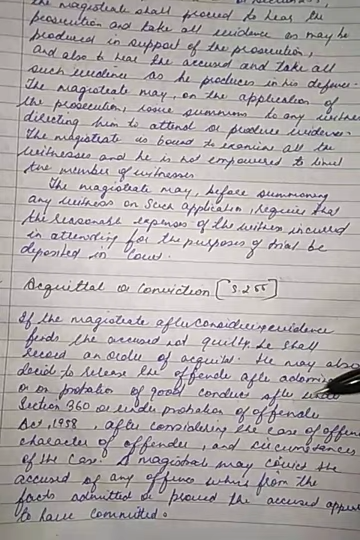 the magistrate shall proceed to hear the
prosecution and take all evidence as may be
produced in support of the prosecution,
and also to hear the accused and take all
such evidence as he produces in his defence.
The magistrate may, on the application of
the prosecution, issue summons to any witness
directing him to attend or produce evidence.
The magistrate is bound to examine all the
witnesses and he is not empowered to limit
the number of witnesses
The magistrate may, before summoning
any witness on such application, require that
the reasonable expenses of the witness incurred
in attending for the purposes of trial be
deposited in Court.
Acquittal or Conviction [S.255]
If the magistrate after considering evidence
finds the accused not guilty, he shall
record an order of acquittal. He may also
decide to release the offender after
or on probation of good conduct after under
Section 360 or under probation of offender
Act, 1958, after considering the case of
character of offender, and circumstances
of the case. A magistrate may convict the
accused of any offence which from the
facts admitted or proved the accused
to have committed.